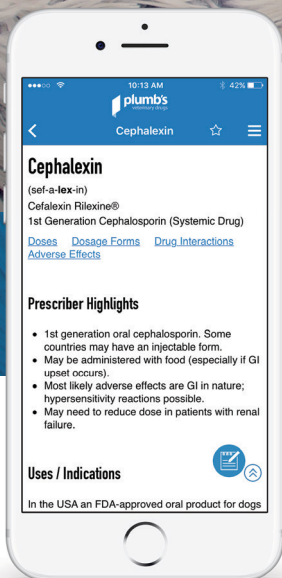 10:13 AM
42%
plumb's
veterinary drugs
Cephalexin
Cephalexin
(sef-a-lex-in)
Cefalexin Rilexine®
1st Generation Cephalosporin (Systemic Drug)
Doses Dosage Forms Drug Interactions
Adverse Effects
Prescriber Highlights
• 1st generation oral cephalosporin. Some
countries may have an injectable form.
• May be administered with food (especially if GI
upset occurs).
• Most likely adverse effects are GI in nature;
hypersensitivity reactions possible.
• May need to reduce dose in patients with renal
failure.
Uses / Indications
In the USA an FDA-approved oral product for dogs